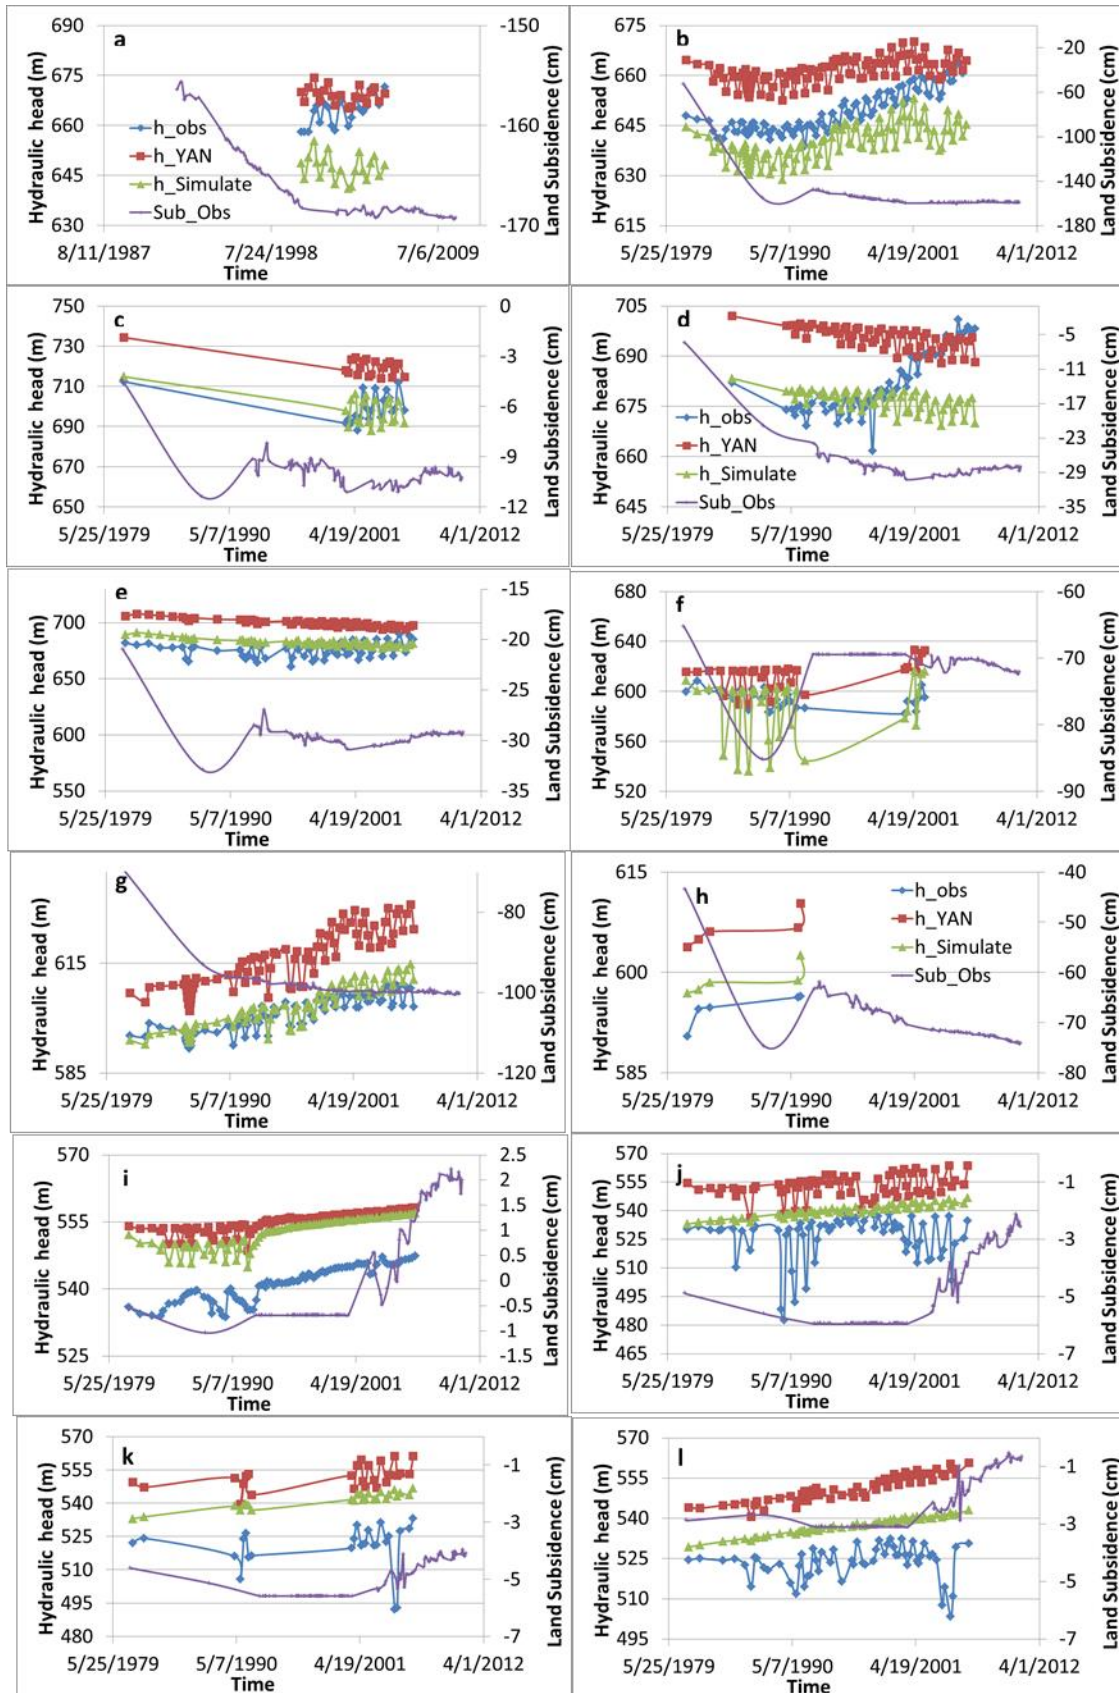 a
Hydraulic head (m)
690
675
660
645
630
-150
-160
-170
Land Subsidence (cm)
h_obs
h_YAN
h_Simulate
Sub_Obs
8/11/1987 7/24/1998 7/6/2009
Time
b
Hydraulic head (m)
675
660
645
630
615
-20
-60
-100
-140
-180
Land Subsidence (cm)
5/25/1979 5/7/1990 4/19/2001 4/1/2012
Time
c
Hydraulic head (m)
750
730
710
690
670
650
0
-3
-6
-9
-12
Land Subsidence (cm)
5/25/1979 5/7/1990 4/19/2001 4/1/2012
Time
d
Hydraulic head (m)
705
690
675
660
645
-5
-11
-17
-23
-29
-35
Land Subsidence (cm)
h_obs
h_YAN
h_Simulate
Sub_Obs
5/25/1979 5/7/1990 4/19/2001 4/1/2012
Time
e
Hydraulic head (m)
700
650
600
550
-15
-20
-25
-30
-35
Land Subsidence (cm)
5/25/1979 5/7/1990 4/19/2001 4/1/2012
Time
f
Hydraulic head (m)
680
640
600
560
520
-60
-70
-80
-90
Land Subsidence (cm)
5/25/1979 5/7/1990 4/19/2001 4/1/2012
Time
g
Hydraulic head (m)
615
585
-80
-100
-120
Land Subsidence (cm)
5/25/1979 5/7/1990 4/19/2001 4/1/2012
Time
h
Hydraulic head (m)
615
600
585
-40
-50
-60
-70
-80
Land Subsidence (cm)
h_obs
h_YAN
h_Simulate
Sub_Obs
5/25/1979 5/7/1990 4/19/2001 4/1/2012
Time
i
Hydraulic head (m)
570
555
540
525
2.5
2
1.5
1
0.5
0
-0.5
-1
-1.5
Land Subsidence (cm)
5/25/1979 5/7/1990 4/19/2001 4/1/2012
Time
j
Hydraulic head (m)
570
555
540
525
510
495
480
465
-1
-3
-5
-7
Land Subsidence (cm)
5/25/1979 5/7/1990 4/19/2001 4/1/2012
Time
k
Hydraulic head (m)
570
555
540
525
510
495
480
-1
-3
-5
-7
Land Subsidence (cm)
5/25/1979 5/7/1990 4/19/2001 4/1/2012
Time
l
Hydraulic head (m)
570
555
540
525
510
495
-1
-3
-5
-7
Land Subsidence (cm)
5/25/1979 5/7/1990 4/19/2001 4/1/2012
Time